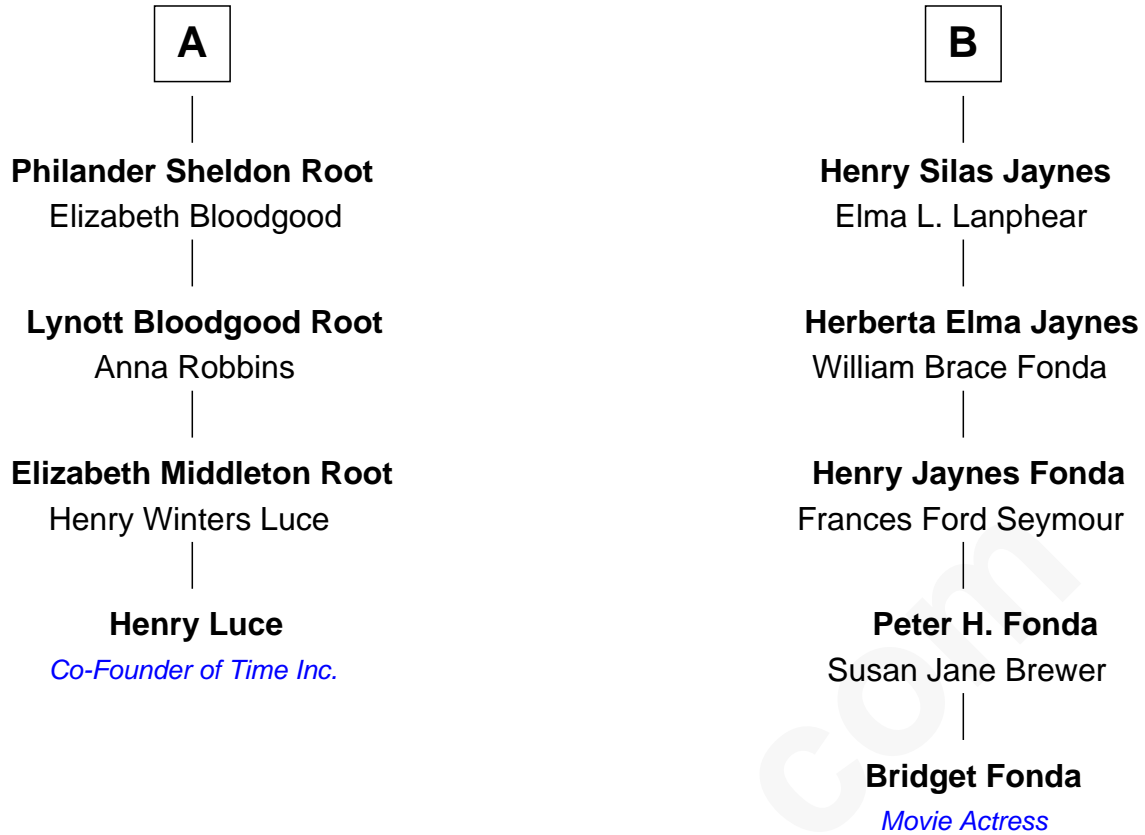 A
Philander Sheldon Root
Elizabeth Bloodgood
Lynott Bloodgood Root
Anna Robbins
Elizabeth Middleton Root
Henry Winters Luce
Henry Luce
Co-Founder of Time Inc.
B
Henry Silas Jaynes
Elma L. Lanphear
Herberta Elma Jaynes
William Brace Fonda
Henry Jaynes Fonda
Frances Ford Seymour
Peter H. Fonda
Susan Jane Brewer
Bridget Fonda
Movie Actress
com